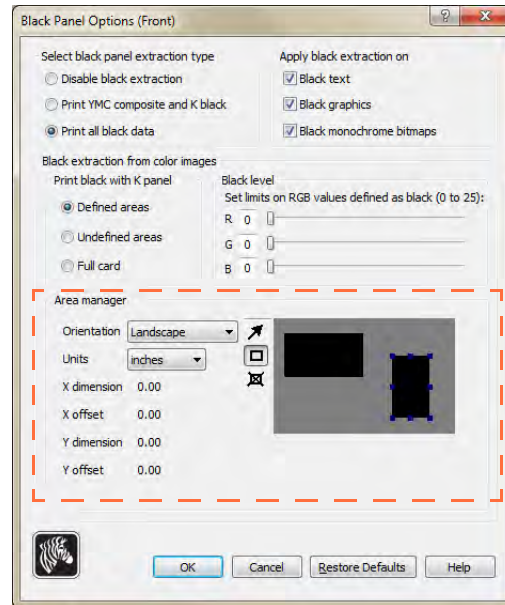 Black Panel Options (Front)
Select black panel extraction type
Disable black extraction
Print YMC composite and K black
Print all black data
Apply black extraction on
Black text
Black graphics
Black monochrome bitmaps
Black extraction from color images
Print black with K panel
Defined areas
Undefined areas
Full card
Black level
Set limits on RGB values defined as black (0 to 25):
R 0
G 0
B 0
Area manager
Orientation Landscape
Units inches
X dimension 0.00
X offset 0.00
Y dimension 0.00
Y offset 0.00
OK Cancel Restore Defaults Help